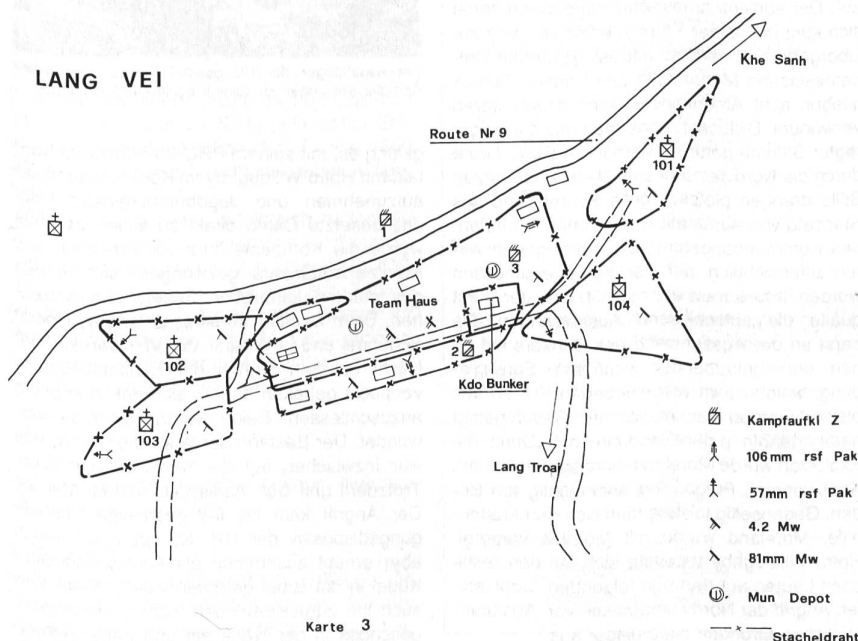 LANG VEI
Khe Sanh
Route Nr 9
101
1
3
Team Haus
104
102
2
Kdo Bunker
103
Lang Troai
Kampfaufkl Z
106mm rsf Pak
57mm rsf Pak
4.2 Mw
81mm Mw
Mun Depot
Stacheldraht
Karte 3